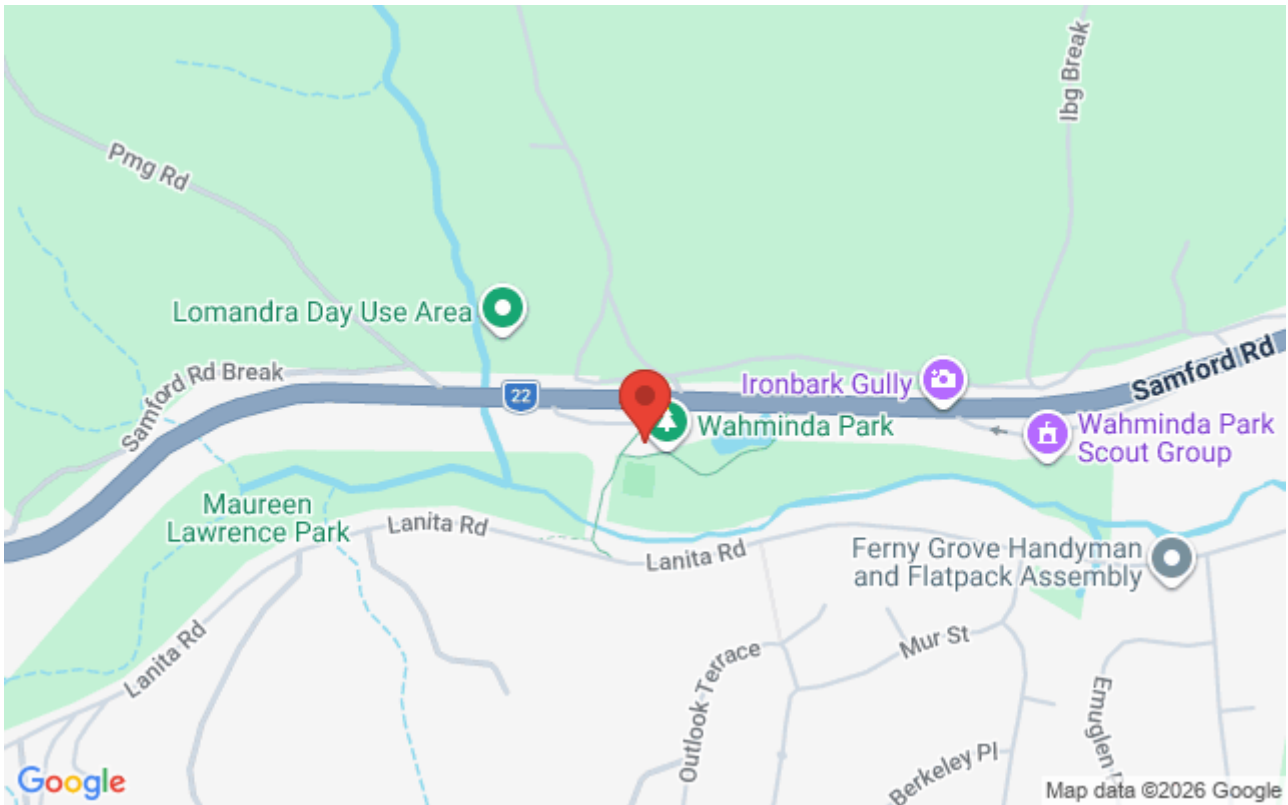 Ibg Break
Pmg Rd
Lomandra Day Use Area
Samford Rd
Samford Rd Break
22
Ironbark Gully
Wahminda Park
Wahminda Park
Scout Group
Maureen
Lawrence Park
Lanita Rd
Lanita Rd
Ferny Grove Handyman
and Flatpack Assembly
Lanita Rd
Mur St
Outlook Terrace
Emuglen
Berkeley Pl
Google
Map data ©2026 Google